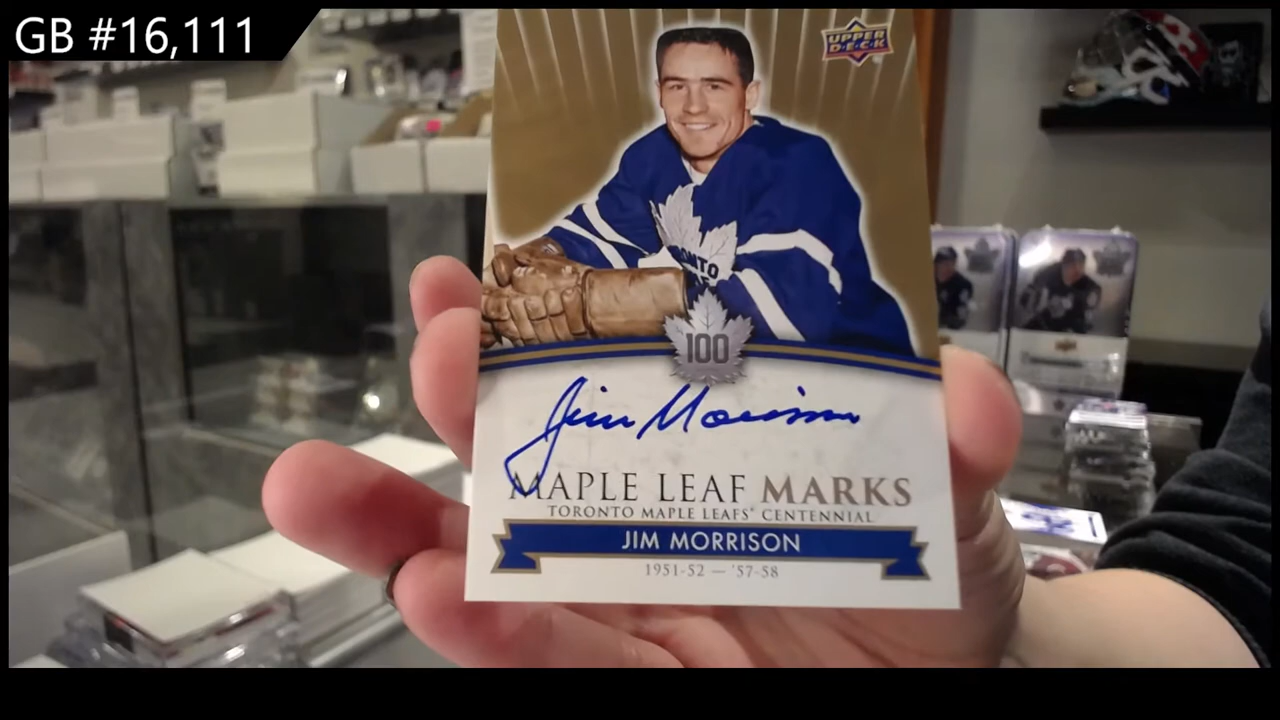 GB #16,111
UPPER
D·E·C·K
TORONTO
100
Jim Morrison
MAPLE LEAF MARKS
TORONTO MAPLE LEAFS' CENTENNIAL
JIM MORRISON
1951-52 — '57-58